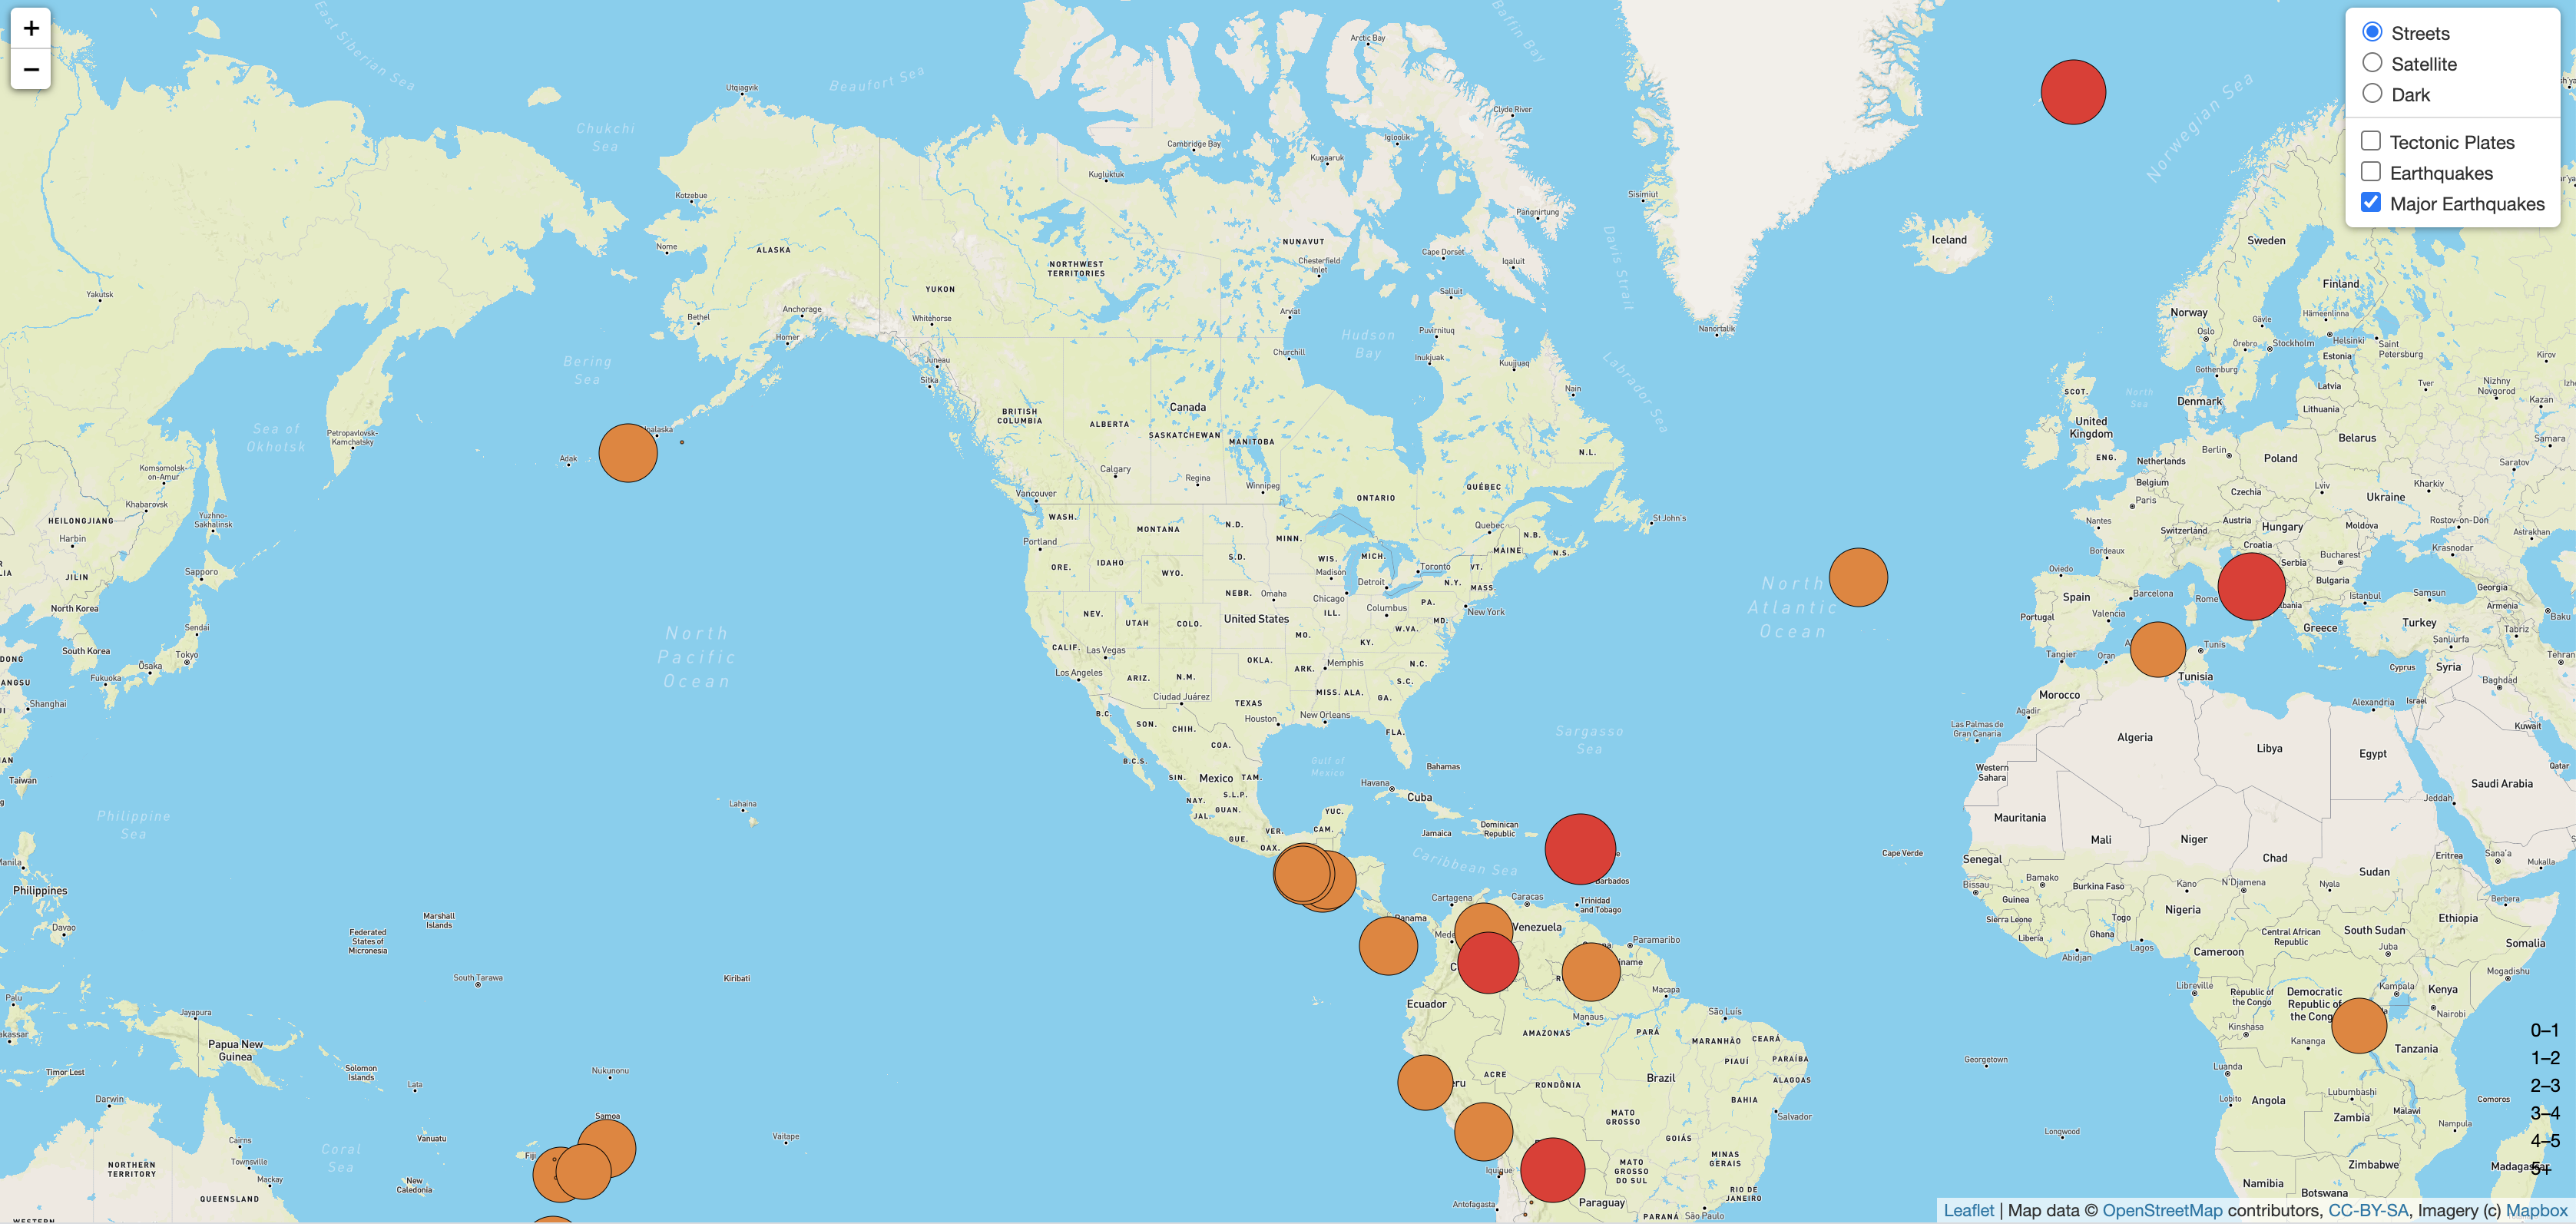 +
−
Streets
Satellite
Dark
Tectonic Plates
Earthquakes
Major Earthquakes
East Siberian Sea
Chukchi
Sea
Beaufort Sea
Baffin Bay
Norwegian Sea
Utqiagvik
Arctic Bay
Clyde River
Igloolik
Cambridge Bay
Kugaaruk
Kugluktuk
Kotzebue
Sisimiut
Pangnirtung
Nome
ALASKA
NUNAVUT
Cape Dorset
Iqaluit
Chesterfield
Inlet
NORTHWEST
TERRITORIES
YUKON
Davis Strait
Iceland
Sweden
Finland
Yakutsk
Anchorage
Bethel
Whitehorse
Homer
Salluit
Arviat
Puvirnituq
Hudson
Bay
Nanortalik
Norway
Oslo
Gävle
Hämeenlinna
Örebro
Stockholm
Helsinki
Estonia
Saint
Petersburg
Kirov
Bering
Sea
Juneau
Sitka
Churchill
Inukjuak
Kuujjuaq
Nain
Labrador Sea
Gothenburg
Latvia
Tver
Nizhny
Novgorod
Kazan
SCOT.
North
Sea
Denmark
Lithuania
Canada
BRITISH
COLUMBIA
ALBERTA
SASKATCHEWAN
MANITOBA
Sea of
Okhotsk
Petropavlovsk-
Kamchatsky
Adak
United
Kingdom
ENG.
Belarus
Samara
Netherlands
Berlin
Poland
Saratov
Komsomolsk-
on-Amur
Calgary
Regina
Winnipeg
ONTARIO
QUÉBEC
N.L.
Belgium
Paris
Czechia
Lviv
Kharkiv
Ukraine
Khabarovsk
Vancouver
St John's
HEILONGJIANG
Harbin
Yuzhno-
Sakhalinsk
WASH.
MONTANA
N.D.
MINN.
Quebec
N.B.
MAINE
N.S.
Nantes
Switzerland
Austria
Hungary
Moldova
Rostov-on-Don
Astrakhan
Portland
ORE.
IDAHO
WYO.
S.D.
WIS.
MICH.
Madison
Toronto
VT.
Detroit
N.Y.
MASS.
Bordeaux
Croatia
Serbia
Bucharest
Krasnodar
JILIN
Sapporo
North Korea
NEBR.
Omaha
Chicago
PA.
Columbus
New York
North
Atlantic
Ocean
Oviedo
Spain
Barcelona
Rome
Bulgaria
Istanbul
Samsun
Georgia
Armenia
Baku
NEV.
UTAH
COLO.
United States
ILL.
MO.
KY.
W.VA.
MD.
Portugal
Valencia
Greece
Turkey
Tabriz
Sendai
South Korea
Tokyo
Ōsaka
Fukuoka
North
Pacific
Ocean
CALIF.
Las Vegas
OKLA.
ARK.
Memphis
N.C.
Los Angeles
ARIZ.
N.M.
S.C.
MISS.
ALA.
GA.
Tangier
Oran
Tunis
Tunisia
Şanlıurfa
Syria
Cyprus
Tehran
Baghdad
Shanghai
B.C.
Ciudad Juárez
SON.
CHIH.
TEXAS
Houston
New Orleans
FLA.
Morocco
Agadir
Alexandria
Israel
Kuwait
Las Palmas de
Gran Canaria
Algeria
Libya
Egypt
Sargasso
Sea
COA.
B.C.S.
SIN.
Mexico
TAM.
Gulf of
Mexico
Bahamas
Havana
Cuba
Western
Sahara
Qatar
Saudi Arabia
Jeddah
Taiwan
Lahaina
Philippine
Sea
NAY.
S.L.P.
JAL.
GUAN.
YUC.
VER.
CAM.
GUE.
OAX.
Jamaica
Dominican
Republic
Caribbean Sea
Barbados
Cape Verde
Mauritania
Mali
Niger
Chad
Sudan
Eritrea
Sana'a
Mukalla
Manila
Philippines
Davao
Marshall
Islands
Federated
States of
Micronesia
Panama
Cartagena
Caracas
Trinidad
and Tobago
Venezuela
Paramaribo
Senegal
Bissau
Bamako
Burkina Faso
Kano
N'Djamena
Nyala
Guinea
Sierra Leone
Togo
Nigeria
Liberia
Ghana
Abidjan
Lagos
Cameroon
Central African
Republic
South Sudan
Juba
Ethiopia
Berbera
Somalia
Mogadishu
South Tarawa
Kiribati
Palu
Jayapura
Papua New
Guinea
Timor Lest
Solomon
Islands
Lata
Nukunonu
Ecuador
Macapa
Manaus
AMAZONAS
PARÁ
São Luís
MARANHÃO
CEARÁ
PIAUÍ
PARAÍBA
Libreville
Republic of
the Congo
Democratic
Republic of
Kampala
Kenya
Nairobi
Kinshasa
Kananga
Tanzania
Georgetown
ACRE
RONDÔNIA
Brazil
ALAGOAS
BAHIA
Salvador
MATO
GROSSO
GOIÁS
MINAS
GERAIS
Luanda
Lobito
Angola
Lubumbashi
Zambia
Malawi
Comoros
Nampula
Darwin
Cairns
Townsville
Mackay
NORTHERN
TERRITORY
QUEENSLAND
Coral
Sea
Vanuatu
New
Caledonia
Fiji
Samoa
Vaitape
Iquique
Antofagasta
MATO
GROSSO
DO SUL
Paraguay
PARANÁ
São Paulo
RIO DE
JANEIRO
Longwood
Zimbabwe
Namibia
Botswana
0–1
1–2
2–3
3–4
4–5
5+
Leaflet | Map data © OpenStreetMap contributors, CC-BY-SA, Imagery (c) Mapbox